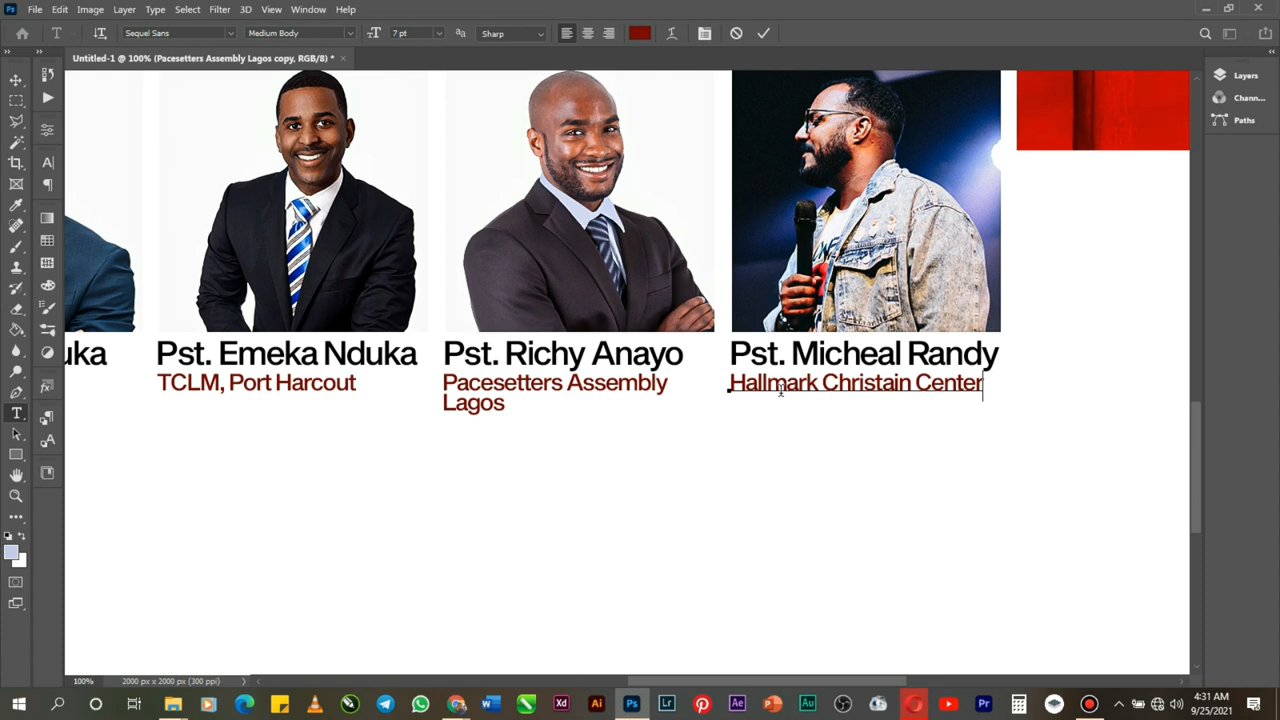 File Edit Image Layer Type Select Filter 3D View Window Help
Sequel Sans Medium Body 7 pt Sharp
Untitled-1 @ 100% (Pacesetters Assembly Lagos copy, RGB/8) * ×
Layers
Chann...
Paths
uka
Pst. Emeka Nduka
TCLM, Port Harcout
Pst. Richy Anayo
Pacesetters Assembly
Lagos
Pst. Micheal Randy
Hallmark Christain Center
100% 2000 px x 2000 px (300 ppi)
4:31 AM
9/25/2021